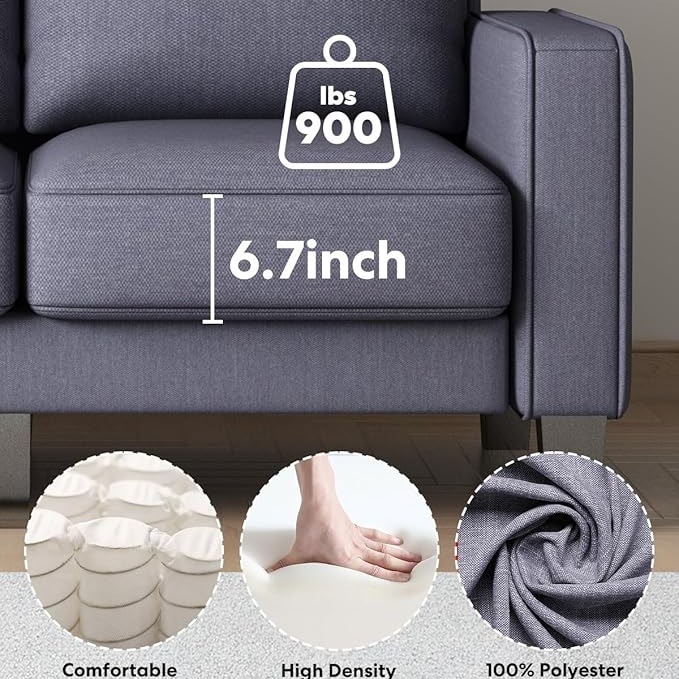 lbs
900
6.7inch
Comfortable
High Density
100% Polyester